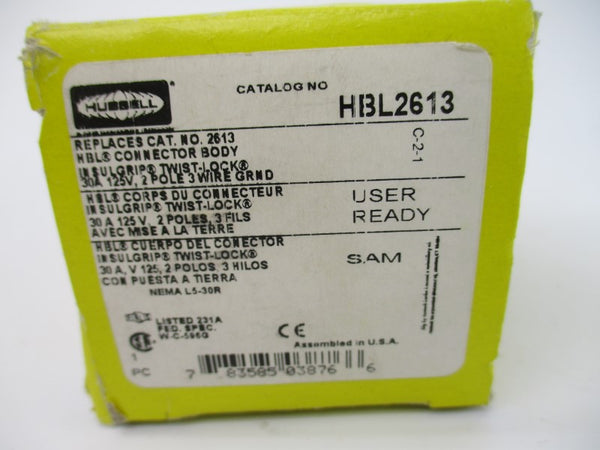 HUBBELL
CATALOG NO
HBL2613
REPLACES CAT. NO. 2613
HBL® CONNECTOR BODY
INSULGRIP® TWIST-LOCK®
30A 125V, 2 POLE 3 WIRE GRND
C-2-1
HBL® CORPS DU CONNECTEUR
INSULGRIP® TWIST-LOCK®
30 A 125 V, 2 POLES, 3 FILS
AVEC MISE A LA TERRE
USER
READY
HBL® CUERPO DEL CONECTOR
INSULGRIP® TWIST-LOCK®
30 A, V 125, 2 POLOS, 3 HILOS
CON PUESTA A TIERRA
NEMA L5-30R
SAM
LISTED 231A
FED. SPEC.
W-C-596G
CE
Assembled in U.S.A.
1
PC
7 83585 03876 6